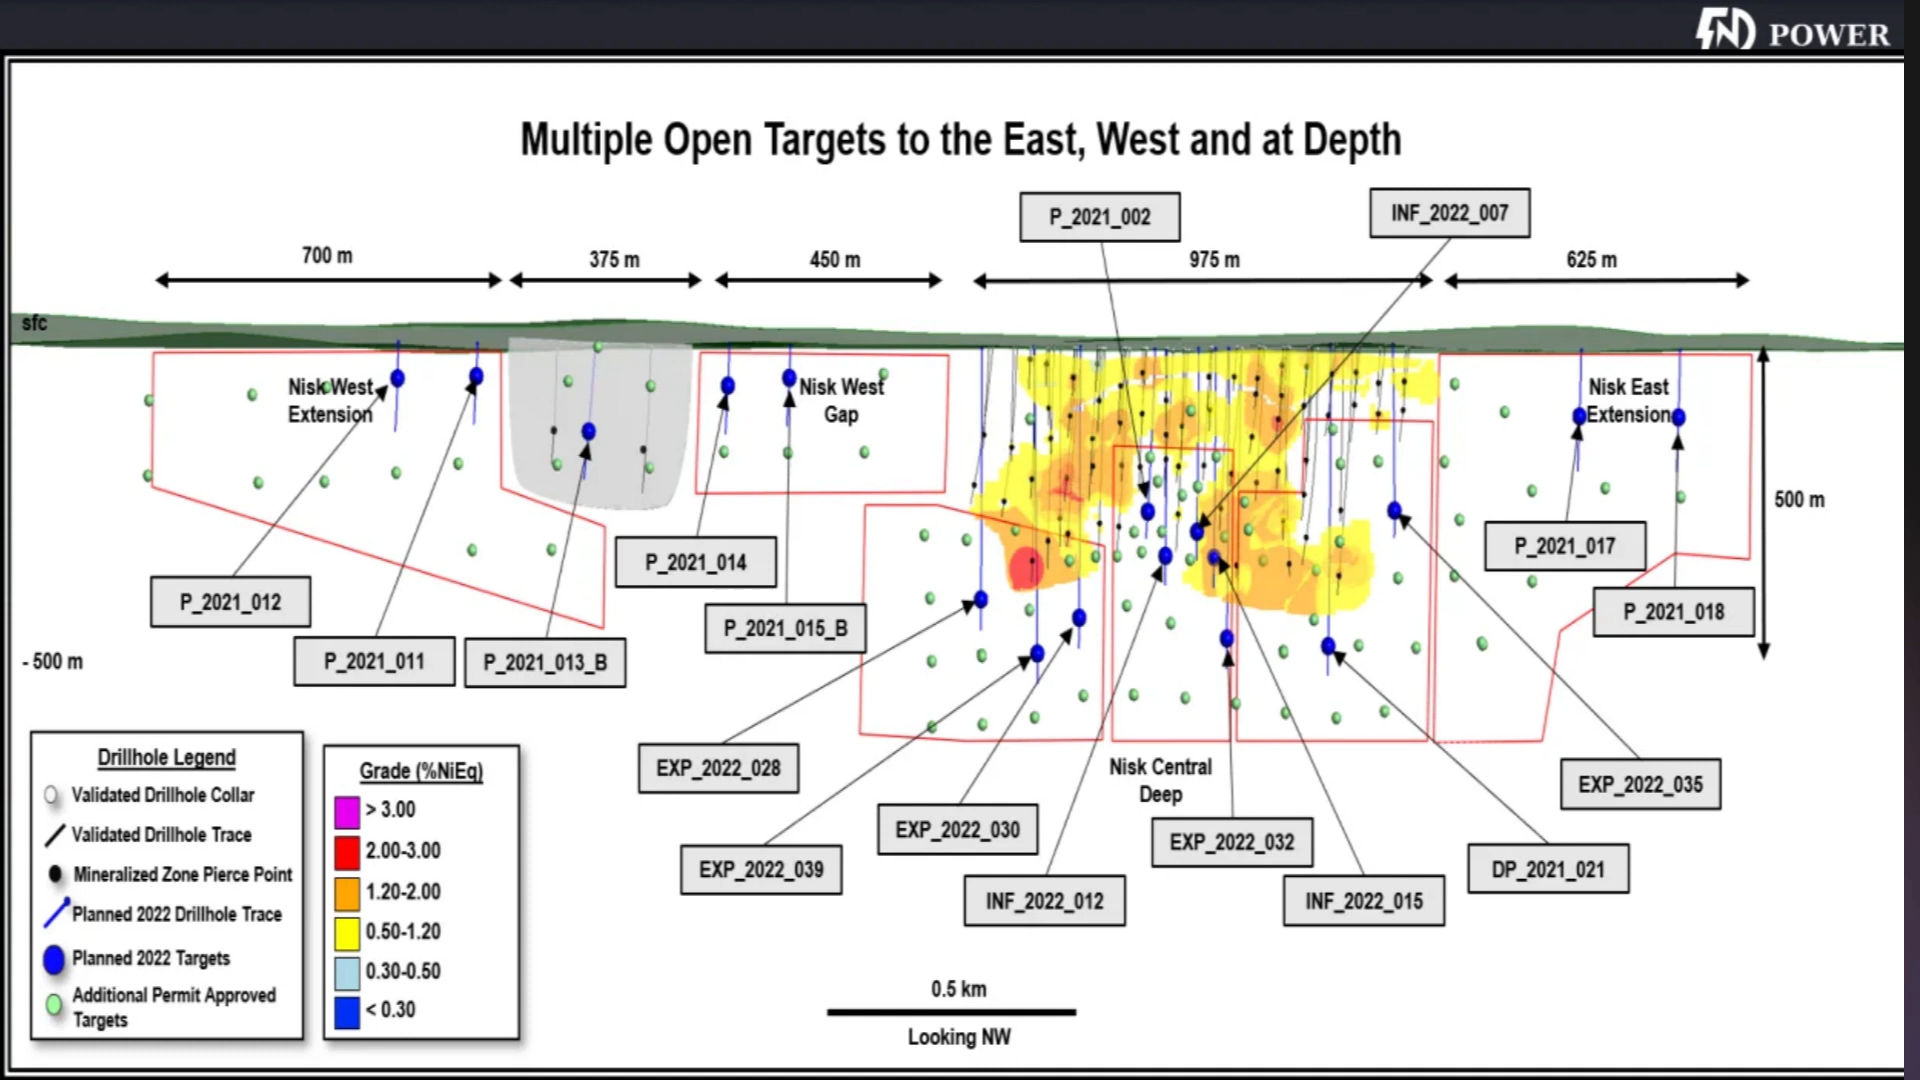 POWER
Multiple Open Targets to the East, West and at Depth
P_2021_002
INF_2022_007
700 m
375 m
450 m
975 m
625 m
sfc
Nisk West
Extension
Nisk West
Gap
Nisk East
Extension
500 m
P_2021_017
P_2021_014
P_2021_012
P_2021_018
P_2021_015_B
P_2021_011
P_2021_013_B
- 500 m
EXP_2022_028
Nisk Central
Deep
EXP_2022_035
EXP_2022_030
EXP_2022_032
EXP_2022_039
DP_2021_021
INF_2022_012
INF_2022_015
Drillhole Legend
Validated Drillhole Collar
Validated Drillhole Trace
Mineralized Zone Pierce Point
Planned 2022 Drillhole Trace
Planned 2022 Targets
Additional Permit Approved
Targets
Grade (%NiEq)
> 3.00
2.00-3.00
1.20-2.00
0.50-1.20
0.30-0.50
< 0.30
0.5 km
Looking NW